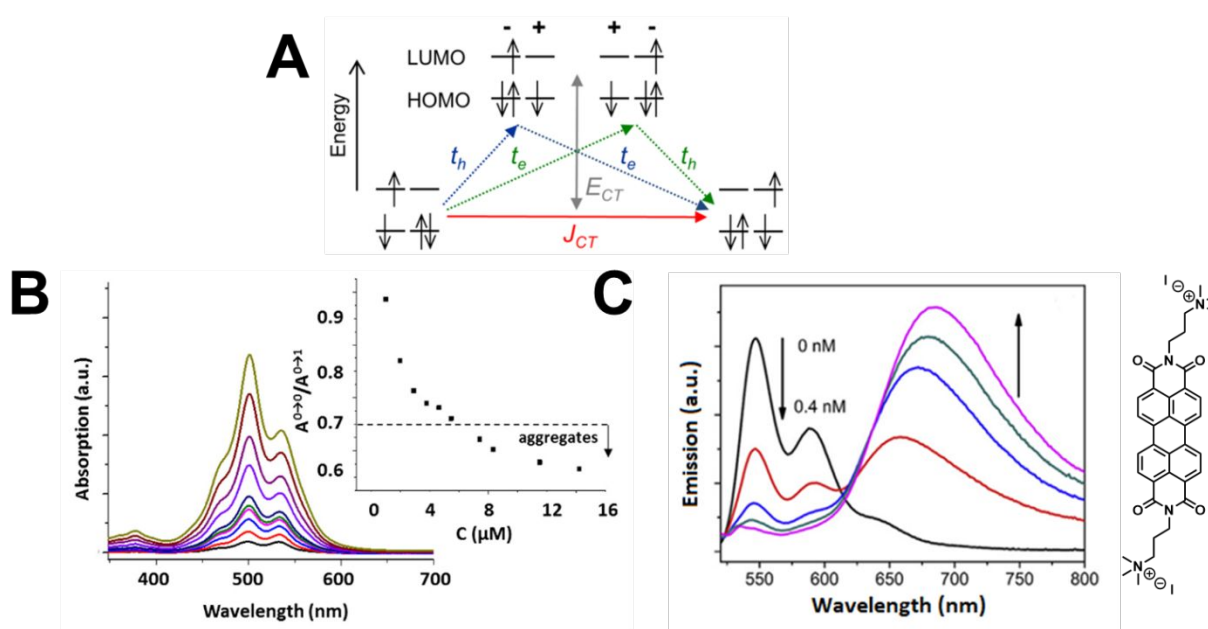 A
- + + -
LUMO
HOMO
Energy
t_h t_e t_e t_h
E_CT
J_CT
B
Absorption (a.u.)
400 500 600 700
Wavelength (nm)
A^0→0/A^0→1
0.9
0.8
0.7
0.6
aggregates
0 4 8 12 16
C (µM)
C
Emission (a.u.)
0 nM
0.4 nM
550 600 650 700 750 800
Wavelength (nm)
I ⊖
⊕
N
O N O
O N O
N
⊕ ⊖ I